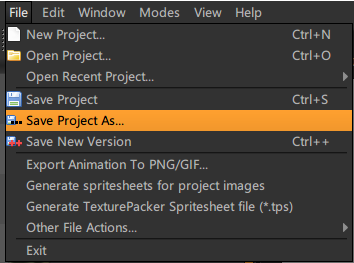 File Edit Window Modes View Help
New Project... Ctrl+N
Open Project... Ctrl+O
Open Recent Project...
Save Project Ctrl+S
Save Project As...
Save New Version Ctrl++
Export Animation To PNG/GIF...
Generate spritesheets for project images
Generate TexturePacker Spritesheet file (*.tps)
Other File Actions...
Exit